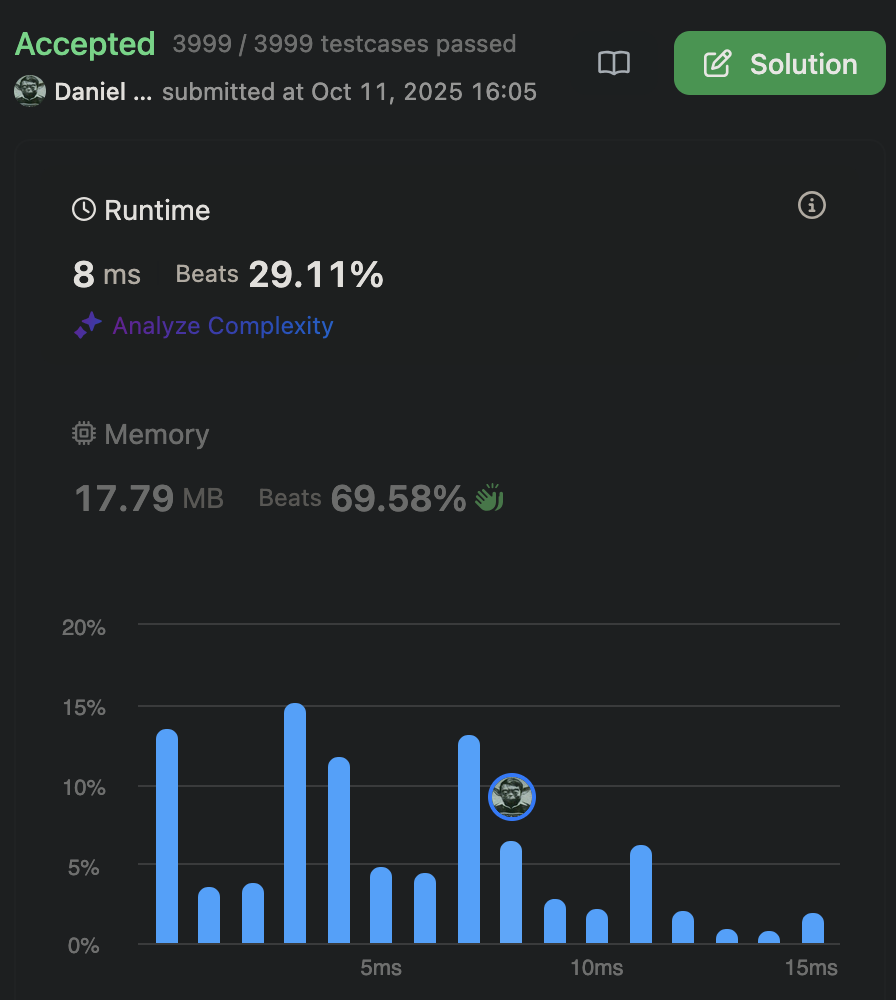 Accepted 3999 / 3999 testcases passed
Daniel ... submitted at Oct 11, 2025 16:05
Solution
Runtime
8 ms Beats 29.11%
Analyze Complexity
Memory
17.79 MB Beats 69.58%
20%
15%
10%
5%
0%
5ms 10ms 15ms